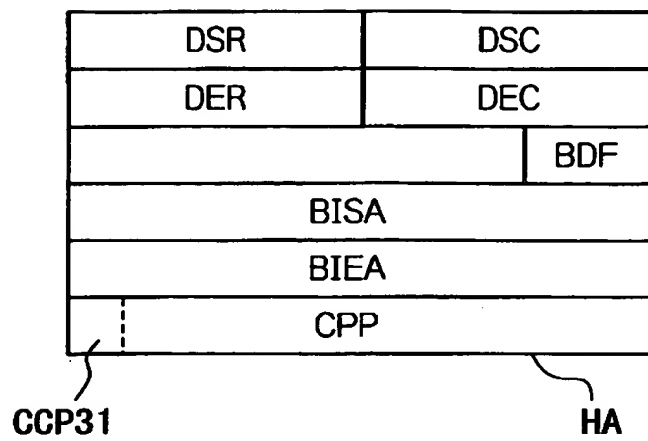 DSR DSC
DER DEC
BDF
BISA
BIEA
CPP
CCP31 HA